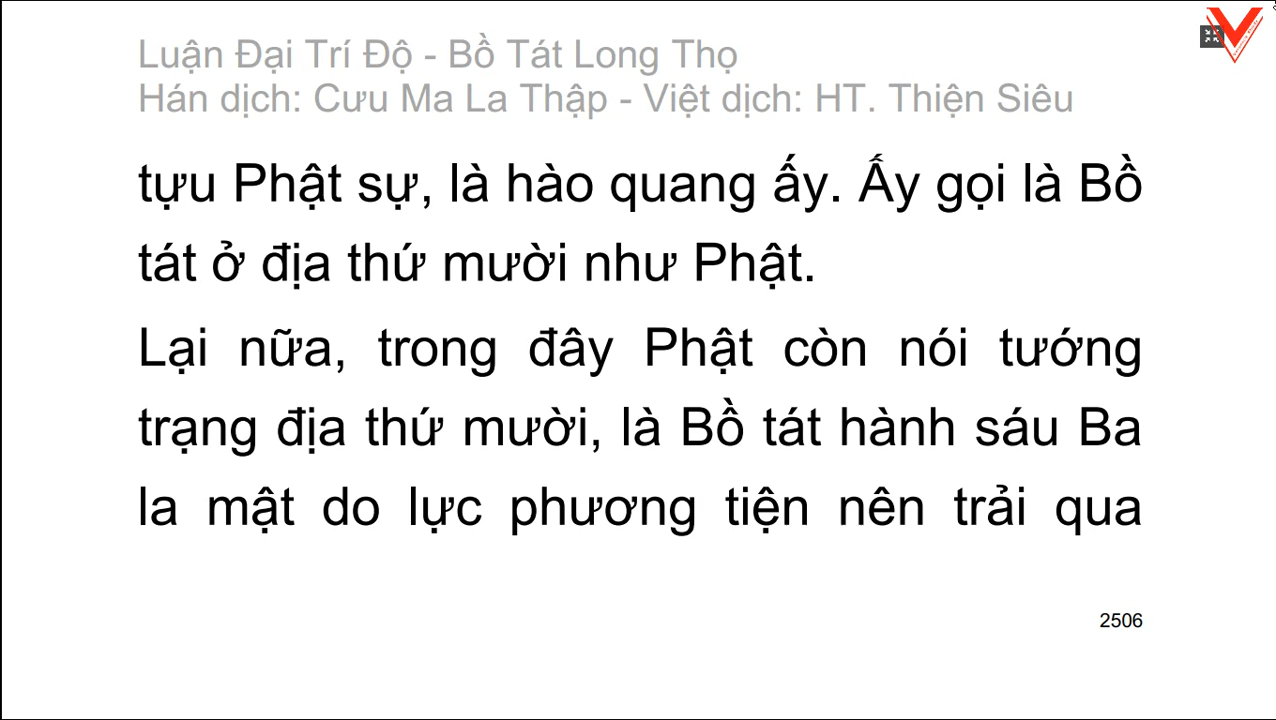 Luận Đại Trí Độ - Bồ Tát Long Thọ
Hán dịch: Cưu Ma La Thập - Việt dịch: HT. Thiện Siêu
tựu Phật sự, là hào quang ấy. Ấy gọi là Bồ
tát ở địa thứ mười như Phật.
Lại nữa, trong đây Phật còn nói tướng
trạng địa thứ mười, là Bồ tát hành sáu Ba
la mật do lực phương tiện nên trải qua
2506